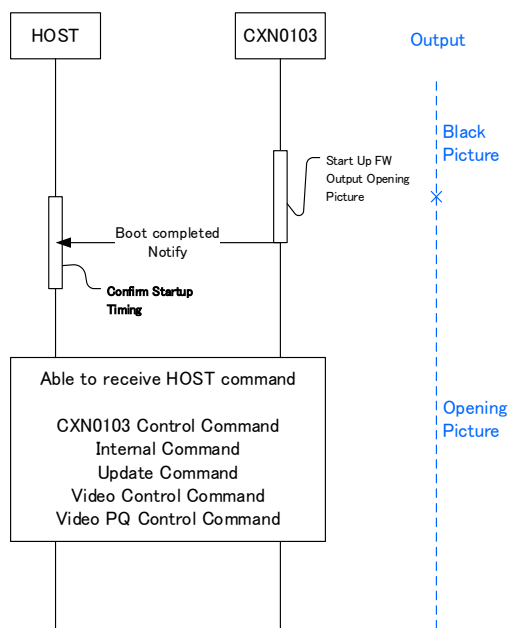 HOST
CXN0103
Output
Black
Picture
Start Up FW
Output Opening
Picture
Boot completed
Notify
Confirm Startup
Timing
Able to receive HOST command
CXN0103 Control Command
Internal Command
Update Command
Video Control Command
Video PQ Control Command
Opening
Picture